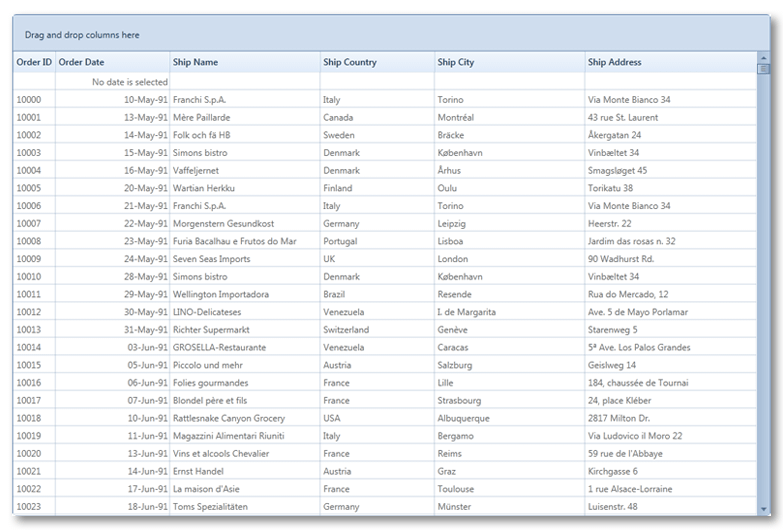 Drag and drop columns here
Order ID Order Date Ship Name Ship Country Ship City Ship Address
No date is selected
10000 10-May-91 Franchi S.p.A. Italy Torino Via Monte Bianco 34
10001 13-May-91 Mère Paillarde Canada Montréal 43 rue St. Laurent
10002 14-May-91 Folk och fä HB Sweden Bräcke Åkergatan 24
10003 15-May-91 Simons bistro Denmark København Vinbæltet 34
10004 16-May-91 Vaffeljernet Denmark Århus Smagsløget 45
10005 20-May-91 Wartian Herkku Finland Oulu Torikatu 38
10006 21-May-91 Franchi S.p.A. Italy Torino Via Monte Bianco 34
10007 22-May-91 Morgenstern Gesundkost Germany Leipzig Heerstr. 22
10008 23-May-91 Furia Bacalhau e Frutos do Mar Portugal Lisboa Jardim das rosas n. 32
10009 24-May-91 Seven Seas Imports UK London 90 Wadhurst Rd.
10010 28-May-91 Simons bistro Denmark København Vinbæltet 34
10011 29-May-91 Wellington Importadora Brazil Resende Rua do Mercado, 12
10012 30-May-91 LINO-Delicateses Venezuela I. de Margarita Ave. 5 de Mayo Porlamar
10013 31-May-91 Richter Supermarkt Switzerland Genève Starenweg 5
10014 03-Jun-91 GROSELLA-Restaurante Venezuela Caracas 5ª Ave. Los Palos Grandes
10015 05-Jun-91 Piccolo und mehr Austria Salzburg Geislweg 14
10016 06-Jun-91 Folies gourmandes France Lille 184, chaussée de Tournai
10017 07-Jun-91 Blondel père et fils France Strasbourg 24, place Kléber
10018 10-Jun-91 Rattlesnake Canyon Grocery USA Albuquerque 2817 Milton Dr.
10019 11-Jun-91 Magazzini Alimentari Riuniti Italy Bergamo Via Ludovico il Moro 22
10020 13-Jun-91 Vins et alcools Chevalier France Reims 59 rue de l'Abbaye
10021 14-Jun-91 Ernst Handel Austria Graz Kirchgasse 6
10022 17-Jun-91 La maison d'Asie France Toulouse 1 rue Alsace-Lorraine
10023 18-Jun-91 Toms Spezialitäten Germany Münster Luisenstr. 48